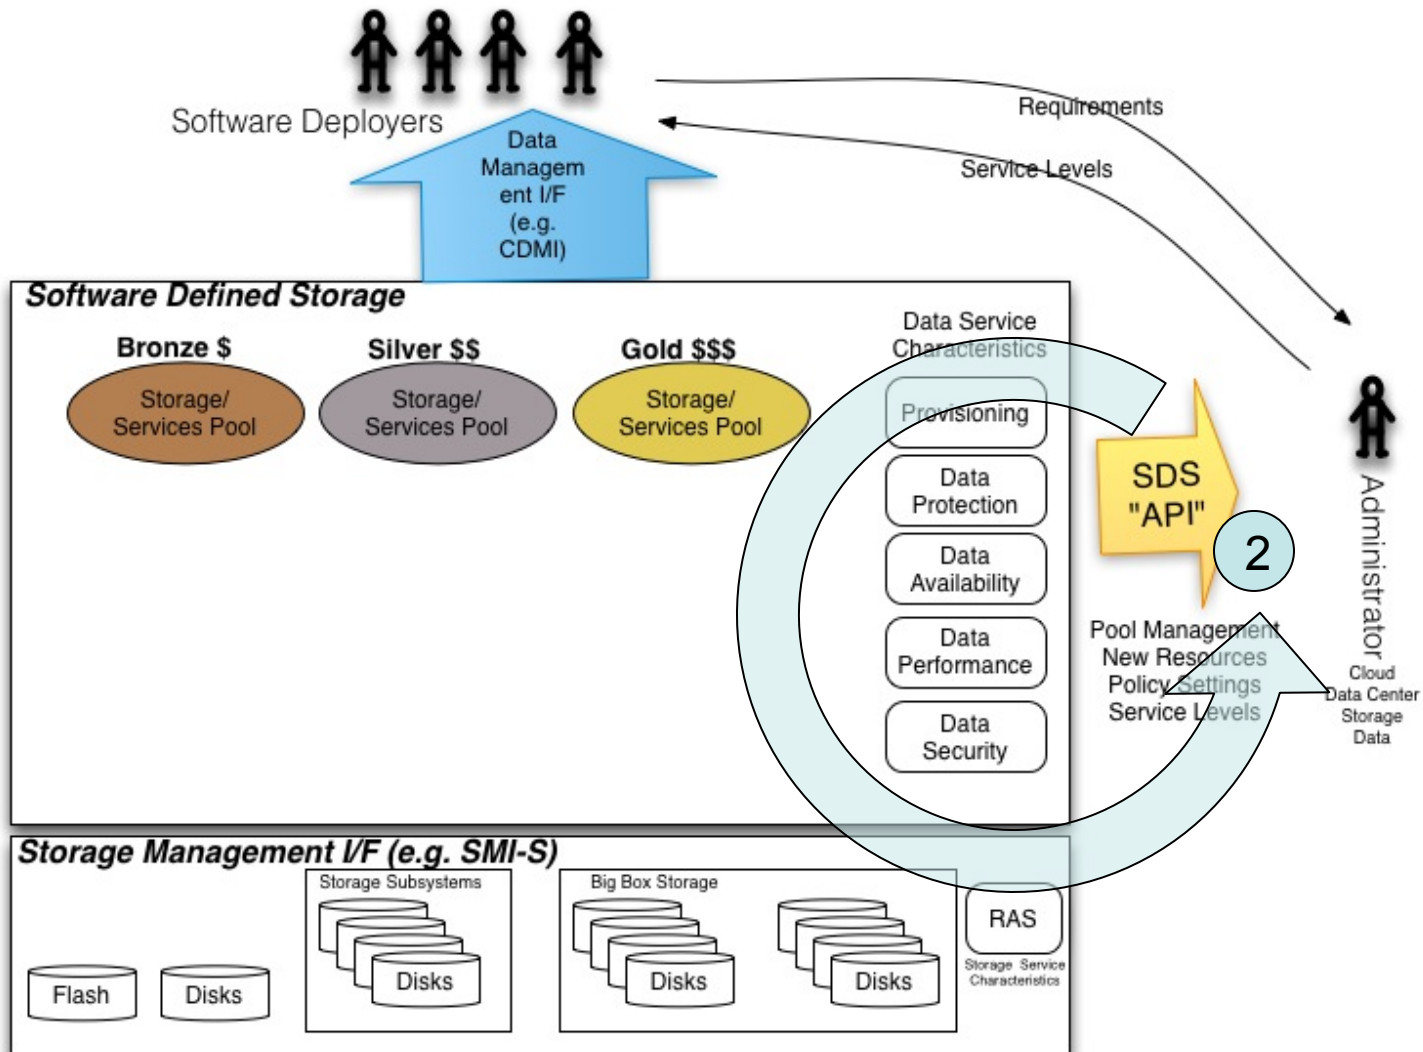 Software Deployers
Data
Managem
ent I/F
(e.g.
CDMI)
Requirements
Service Levels
Software Defined Storage
Bronze $
Storage/
Services Pool
Silver $$
Storage/
Services Pool
Gold $$$
Storage/
Services Pool
Data Service
Characteristics
Provisioning
Data
Protection
Data
Availability
Data
Performance
Data
Security
SDS
"API"
2
Pool Management
New Resources
Policy Settings
Service Levels
Administrator
Cloud
Data Center
Storage
Data
Storage Management I/F (e.g. SMI-S)
Flash
Disks
Storage Subsystems
Disks
Big Box Storage
Disks
Disks
RAS
Storage Service
Characteristics